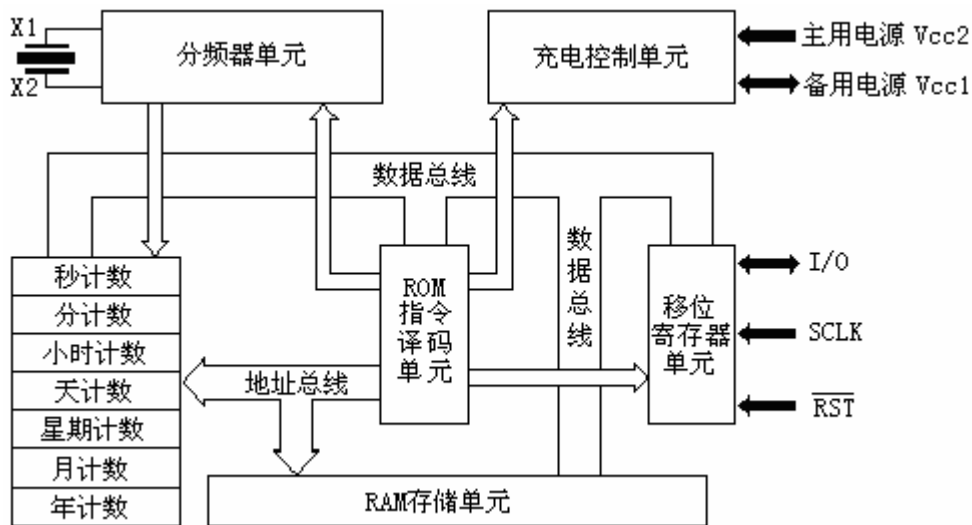 X1
X2
分频器单元
充电控制单元
主用电源 Vcc2
备用电源 Vcc1
数据总线
数据总线
秒计数
分计数
小时计数
天计数
星期计数
月计数
年计数
地址总线
ROM
指令
译码
单元
移位
寄存器
单元
I/O
SCLK
RST
RAM存储单元